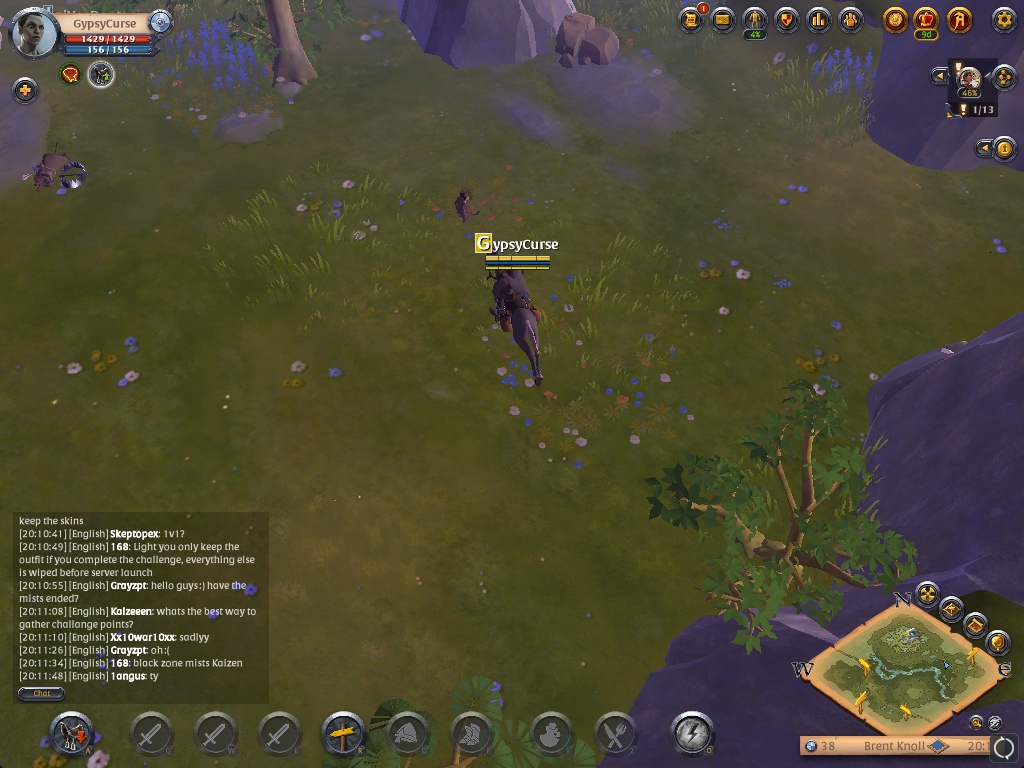 GypsyCurse
1429 / 1429
156 / 156
1
4%
9d
46%
1/13
GypsyCurse
keep the skins
[20:10:41] [English] Skeptopex: 1v1?
[20:10:49] [English] 168: Light you only keep the
outfit if you complete the challenge, everything else
is wiped before server launch
[20:10:55] [English] Grayzpt: hello guys:) have the
mists ended?
[20:11:08] [English] Kaizeeen: whats the best way to
gather challange points?
[20:11:10] [English] Xx10war10xx: sadlyy
[20:11:26] [English] Grayzpt: oh:(
[20:11:34] [English] 168: black zone mists Kaizen
[20:11:48] [English] 1angus: ty
Chat
N
W
E
A Q W E R D F 2 O
38 Brent Knoll 20: